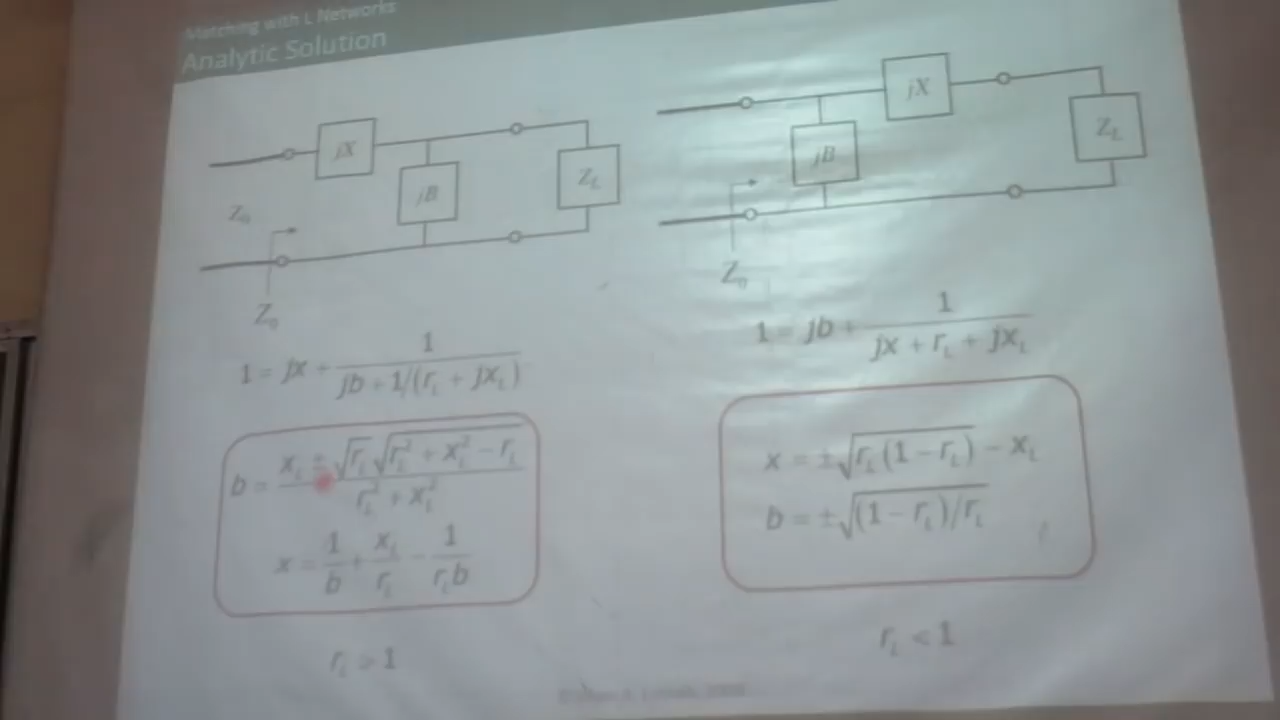 Matching with L Networks
Analytic Solution
jX
jB
Z_L
Z_0
Z_0
1 = jx + 1/(jb + 1/(r_L + jx_L))
b = (x_L ± √r_L √(r_L² + x_L² − r_L))/(r_L² + x_L²)
x = 1/b + x_L/r_L − 1/(r_L b)
r_L > 1
jX
jB
Z_L
Z_0
1 = jb + 1/(jx + r_L + jx_L)
x = ±√(r_L(1 − r_L)) − x_L
b = ±√((1 − r_L)/r_L)
r_L < 1